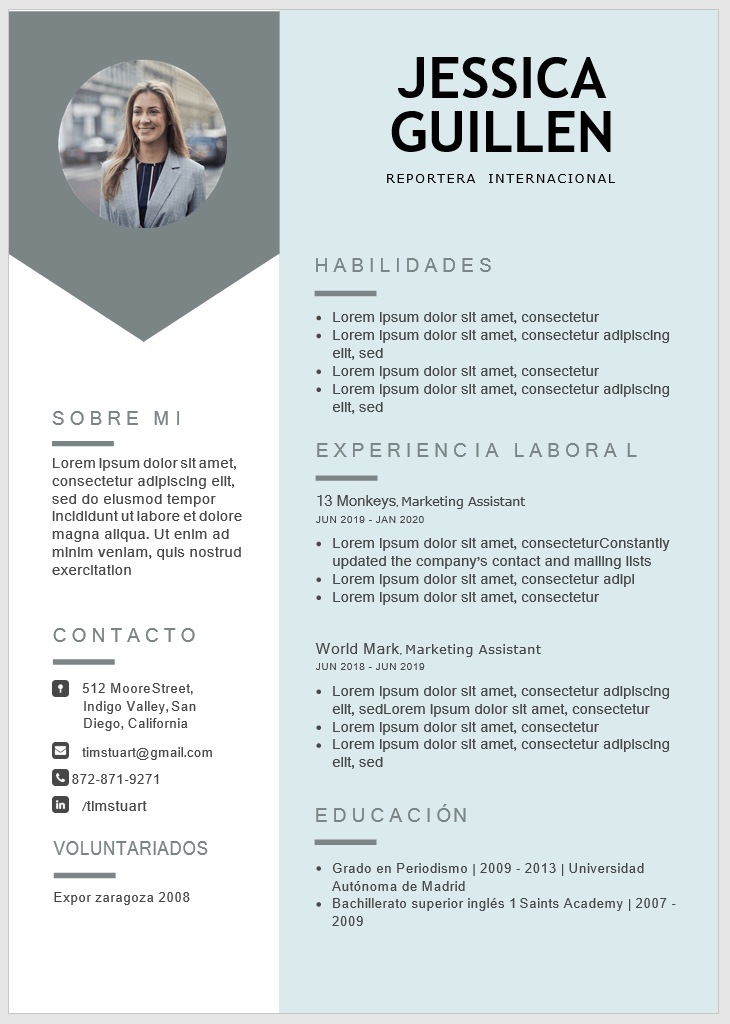 JESSICA
GUILLEN
REPORTERA INTERNACIONAL
SOBRE MI
Lorem Ipsum dolor sit amet,
consectetur adipiscing elit,
sed do eiusmod tempor
incididunt ut labore et dolore
magna aliqua. Ut enim ad
minim veniam, quis nostrud
exercitation
CONTACTO
512 MooreStreet,
Indigo Valley, San
Diego, California
timstuart@gmail.com
872-871-9271
/timstuart
VOLUNTARIADOS
Expor zaragoza 2008
HABILIDADES
• Lorem ipsum dolor sit amet, consectetur
• Lorem ipsum dolor sit amet, consectetur adipiscing
elit, sed
• Lorem ipsum dolor sit amet, consectetur
• Lorem ipsum dolor sit amet, consectetur adipiscing
elit, sed
EXPERIENCIA LABORAL
13 Monkeys, Marketing Assistant
JUN 2019 - JAN 2020
• Lorem ipsum dolor sit amet, consecteturConstantly
updated the company's contact and mailing lists
• Lorem ipsum dolor sit amet, consectetur adipi
• Lorem ipsum dolor sit amet, consectetur
World Mark, Marketing Assistant
JUN 2018 - JUN 2019
• Lorem ipsum dolor sit amet, consectetur adipiscing
elit, sedLorem ipsum dolor sit amet, consectetur
• Lorem ipsum dolor sit amet, consectetur
• Lorem ipsum dolor sit amet, consectetur adipiscing
elit, sed
EDUCACIÓN
• Grado en Periodismo | 2009 - 2013 | Universidad
Autónoma de Madrid
• Bachillerato superior inglés 1 Saints Academy | 2007 -
2009